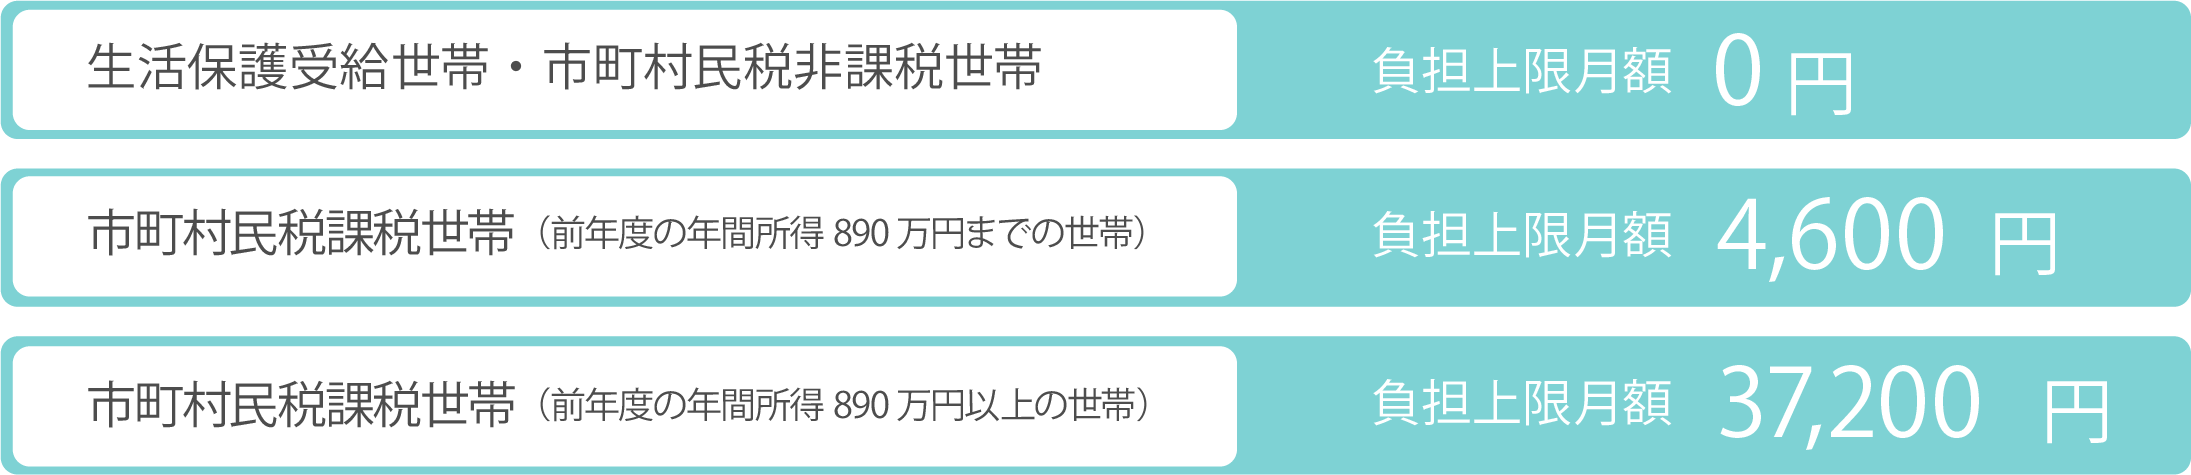 生活保護受給世帯・市町村民税非課税世帯 負担上限月額 0 円
市町村民税課税世帯（前年度の年間所得 890 万円までの世帯） 負担上限月額 4,600 円
市町村民税課税世帯（前年度の年間所得 890 万円以上の世帯） 負担上限月額 37,200 円